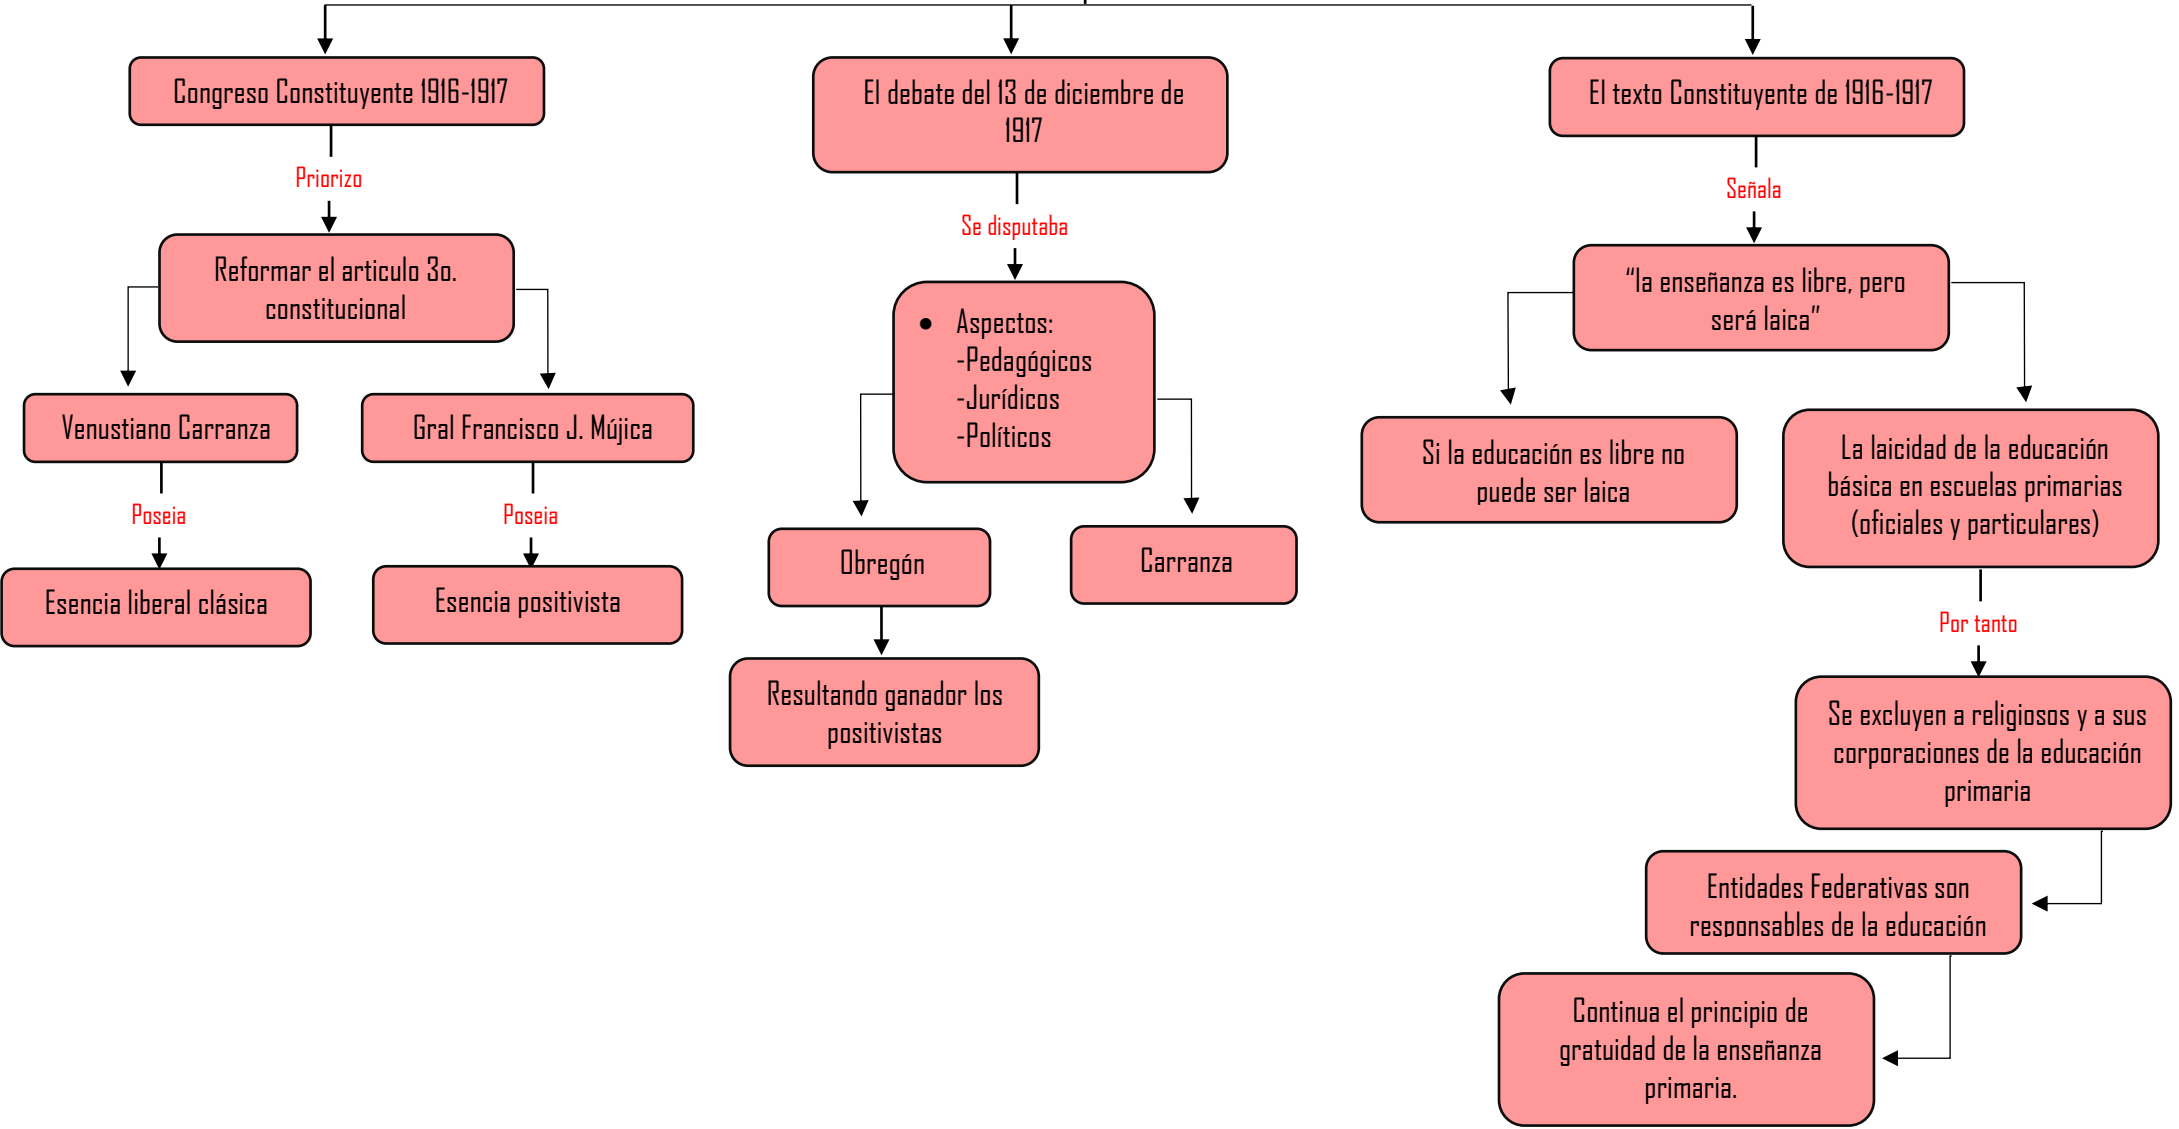 Congreso Constituyente 1916-1917
Priorizo
Reformar el articulo 3o.
constitucional
Venustiano Carranza
Poseia
Esencia liberal clásica
Gral Francisco J. Mújica
Poseia
Esencia positivista
El debate del 13 de diciembre de
1917
Se disputaba
● Aspectos:
-Pedagógicos
-Jurídicos
-Políticos
Obregón
Carranza
Resultando ganador los
positivistas
El texto Constituyente de 1916-1917
Señala
“la enseñanza es libre, pero
será laica”
Si la educación es libre no
puede ser laica
La laicidad de la educación
básica en escuelas primarias
(oficiales y particulares)
Por tanto
Se excluyen a religiosos y a sus
corporaciones de la educación
primaria
Entidades Federativas son
responsables de la educación
Continua el principio de
gratuidad de la enseñanza
primaria.